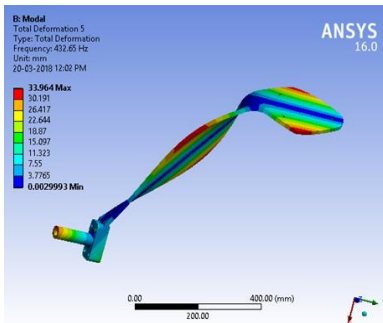 B: Modal
Total Deformation 5
Type: Total Deformation
Frequency: 432.65 Hz
Unit: mm
20-03-2018 12:02 PM
ANSYS
16.0
33.964 Max
30.191
26.417
22.644
18.87
15.097
11.323
7.55
3.7765
0.0029993 Min
0.00
400.00 (mm)
200.00